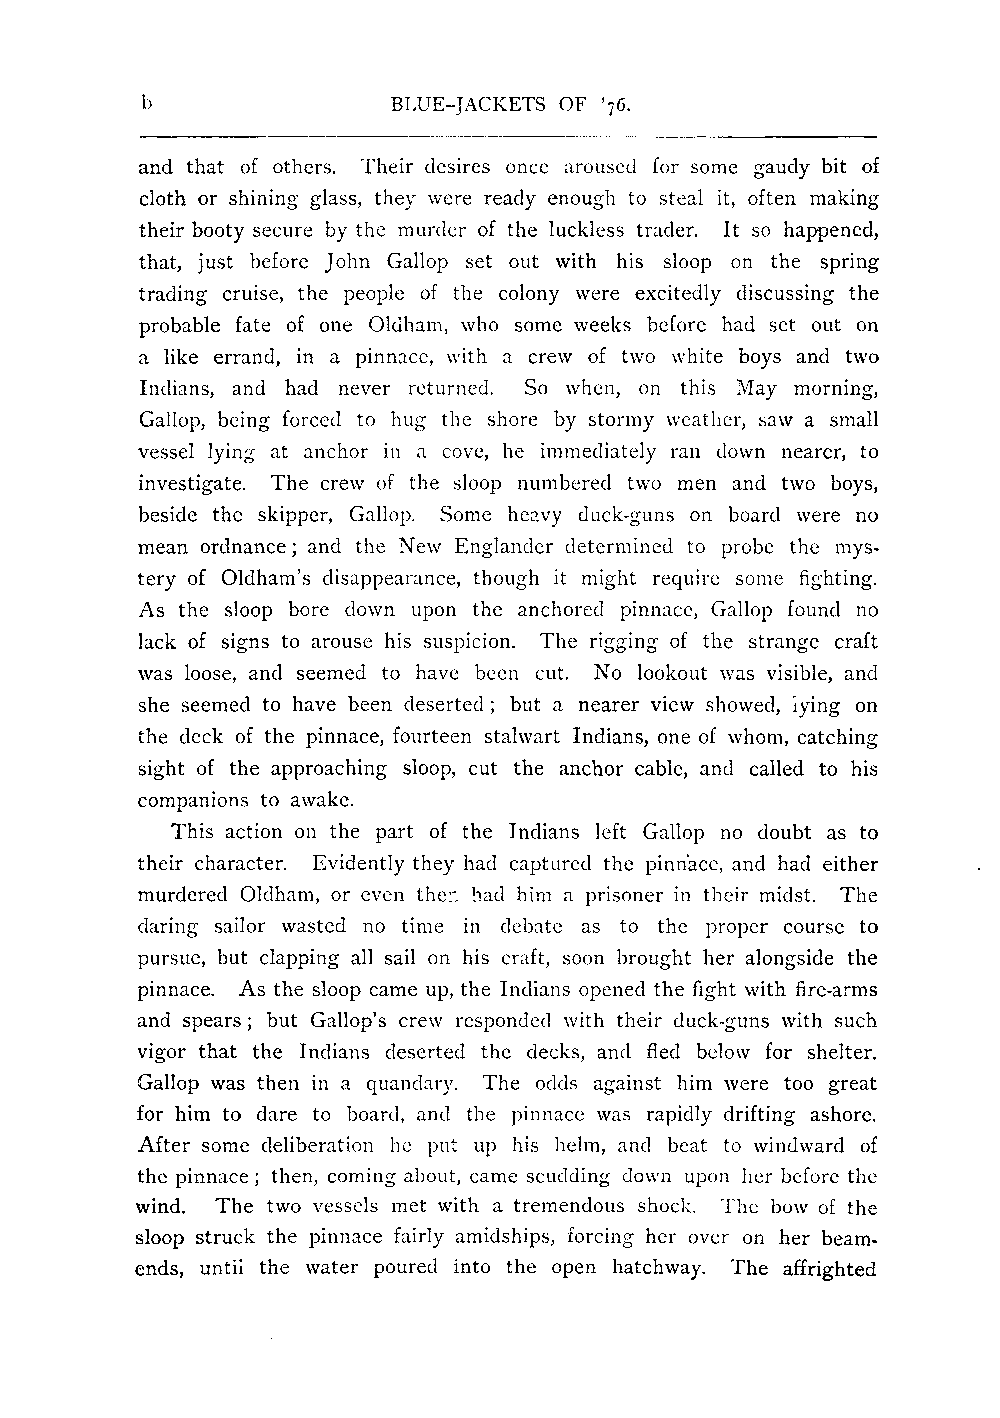 b BLUE-JACKETS OF '76.
and that of others. Their desires once aroused for some gaudy bit of
cloth or shining glass, they were ready enough to steal it, often making
their booty secure by the murder of the luckless trader. It so happened,
that, just before John Gallop set out with his sloop on the spring
trading cruise, the people of the colony were excitedly discussing the
probable fate of one Oldham, who some weeks before had set out on
a like errand, in a pinnace, with a crew of two white boys and two
Indians, and had never returned. So when, on this May morning,
Gallop, being forced to hug the shore by stormy weather, saw a small
vessel lying at anchor in a cove, he immediately ran down nearer, to
investigate. The crew of the sloop numbered two men and two boys,
beside the skipper, Gallop. Some heavy duck-guns on board were no
mean ordnance; and the New Englander determined to probe the mys-
tery of Oldham's disappearance, though it might require some fighting.
As the sloop bore down upon the anchored pinnace, Gallop found no
lack of signs to arouse his suspicion. The rigging of the strange craft
was loose, and seemed to have been cut. No lookout was visible, and
she seemed to have been deserted; but a nearer view showed, lying on
the deck of the pinnace, fourteen stalwart Indians, one of whom, catching
sight of the approaching sloop, cut the anchor cable, and called to his
companions to awake.
This action on the part of the Indians left Gallop no doubt as to
their character. Evidently they had captured the pinnace, and had either
murdered Oldham, or even then had him a prisoner in their midst. The
daring sailor wasted no time in debate as to the proper course to
pursue, but clapping all sail on his craft, soon brought her alongside the
pinnace. As the sloop came up, the Indians opened the fight with fire-arms
and spears; but Gallop's crew responded with their duck-guns with such
vigor that the Indians deserted the decks, and fled below for shelter.
Gallop was then in a quandary. The odds against him were too great
for him to dare to board, and the pinnace was rapidly drifting ashore.
After some deliberation he put up his helm, and beat to windward of
the pinnace; then, coming about, came scudding down upon her before the
wind. The two vessels met with a tremendous shock. The bow of the
sloop struck the pinnace fairly amidships, forcing her over on her beam-
ends, until the water poured into the open hatchway. The affrighted